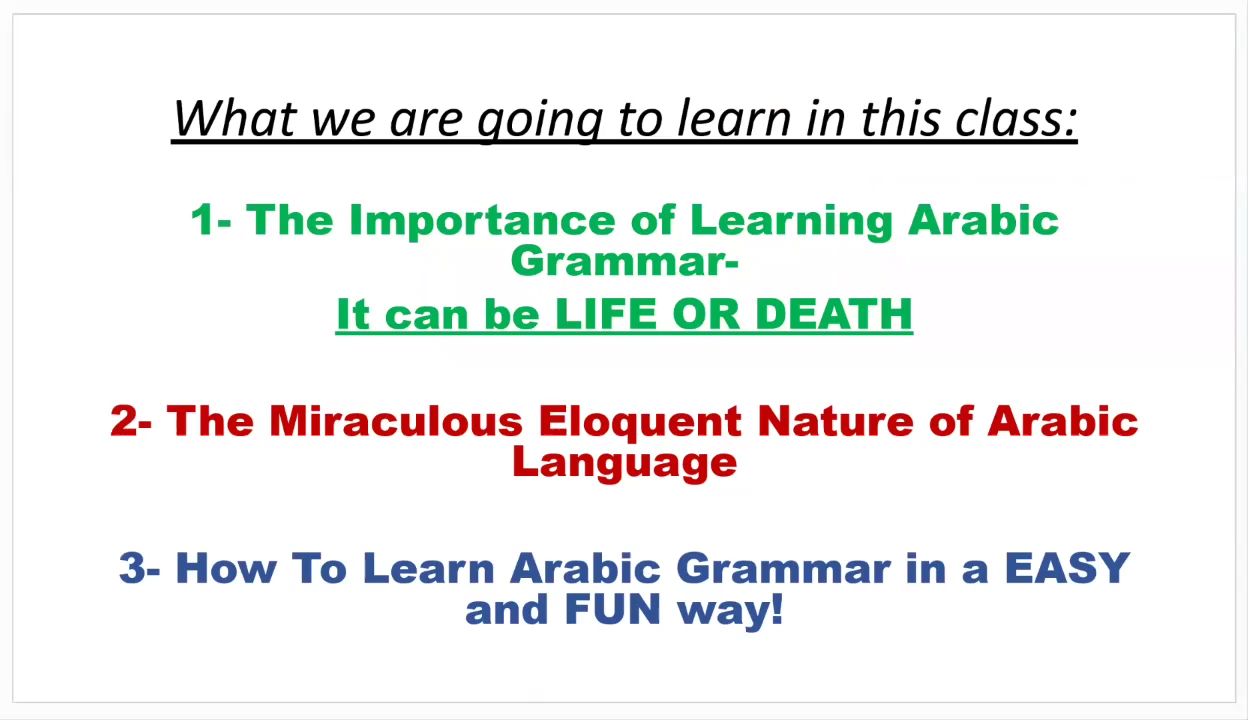 What we are going to learn in this class:
1- The Importance of Learning Arabic
Grammar-
It can be LIFE OR DEATH
2- The Miraculous Eloquent Nature of Arabic
Language
3- How To Learn Arabic Grammar in a EASY
and FUN way!